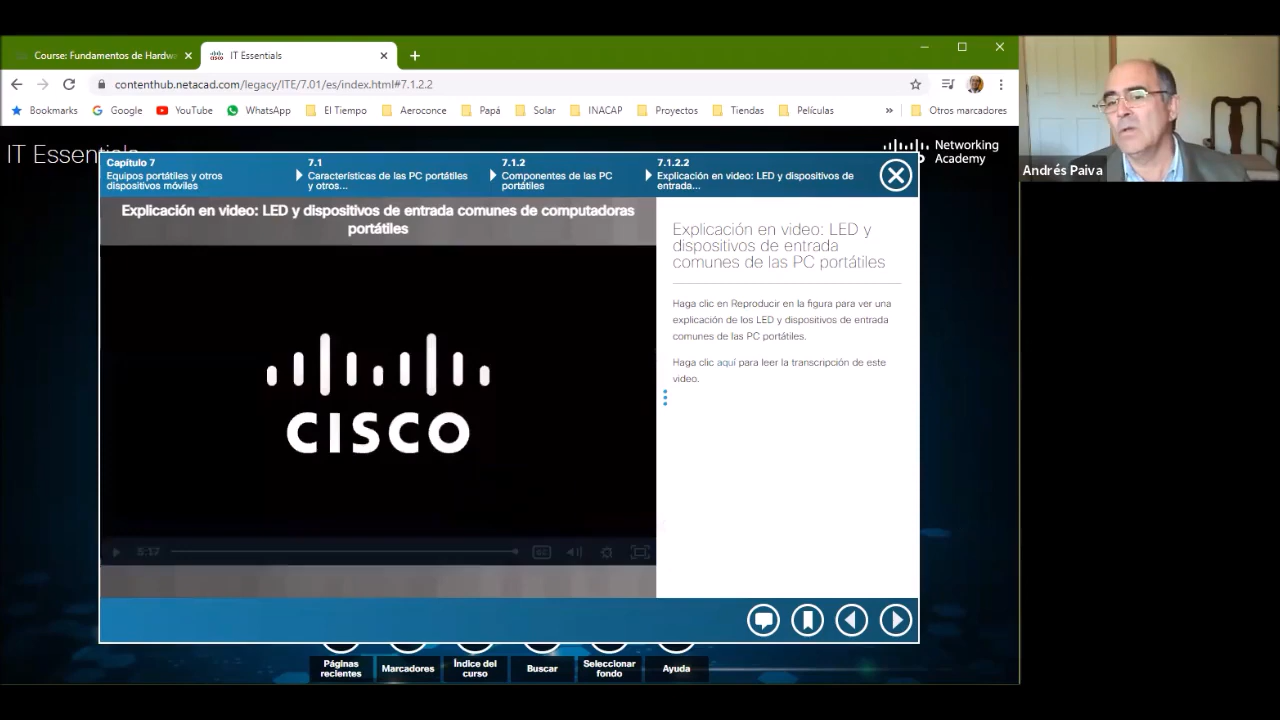 Course: Fundamentos de Hardw
IT Essentials
contenthub.netacad.com/legacy/ITE/7.01/es/index.html#7.1.2.2
Bookmarks
Google
YouTube
WhatsApp
El Tiempo
Aeroconce
Papá
Solar
INACAP
Proyectos
Tiendas
Películas
»
Otros marcadores
IT Essentials
Networking
Academy
Andrés Paiva
Capítulo 7
Equipos portátiles y otros
dispositivos móviles
7.1
Características de las PC portátiles
y otros...
7.1.2
Componentes de las PC
portátiles
7.1.2.2
Explicación en video: LED y dispositivos de
entrada...
Explicación en video: LED y dispositivos de entrada comunes de computadoras
portátiles
CISCO
5:17
CC
Explicación en video: LED y
dispositivos de entrada
comunes de las PC portátiles
Haga clic en Reproducir en la figura para ver una
explicación de los LED y dispositivos de entrada
comunes de las PC portátiles.
Haga clic aquí para leer la transcripción de este
video.
Páginas
recientes
Marcadores
Índice del
curso
Buscar
Seleccionar
fondo
Ayuda